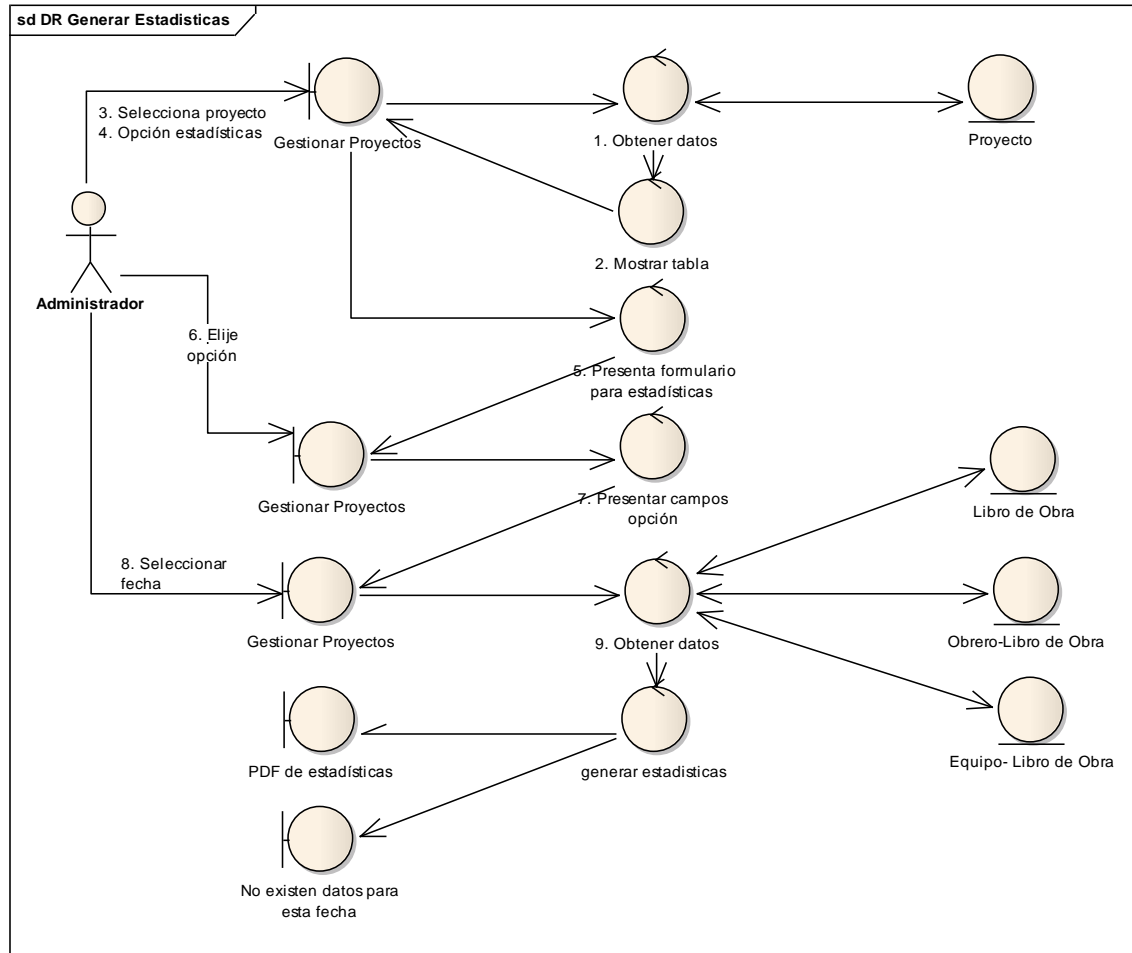 sd DR Generar Estadisticas
3. Selecciona proyecto
4. Opción estadísticas
Gestionar Proyectos
1. Obtener datos
Proyecto
2. Mostrar tabla
Administrador
6. Elije
opción
5. Presenta formulario
para estadísticas
Gestionar Proyectos
7. Presentar campos
opción
Libro de Obra
8. Seleccionar
fecha
Gestionar Proyectos
9. Obtener datos
Obrero-Libro de Obra
PDF de estadísticas
generar estadisticas
Equipo- Libro de Obra
No existen datos para
esta fecha